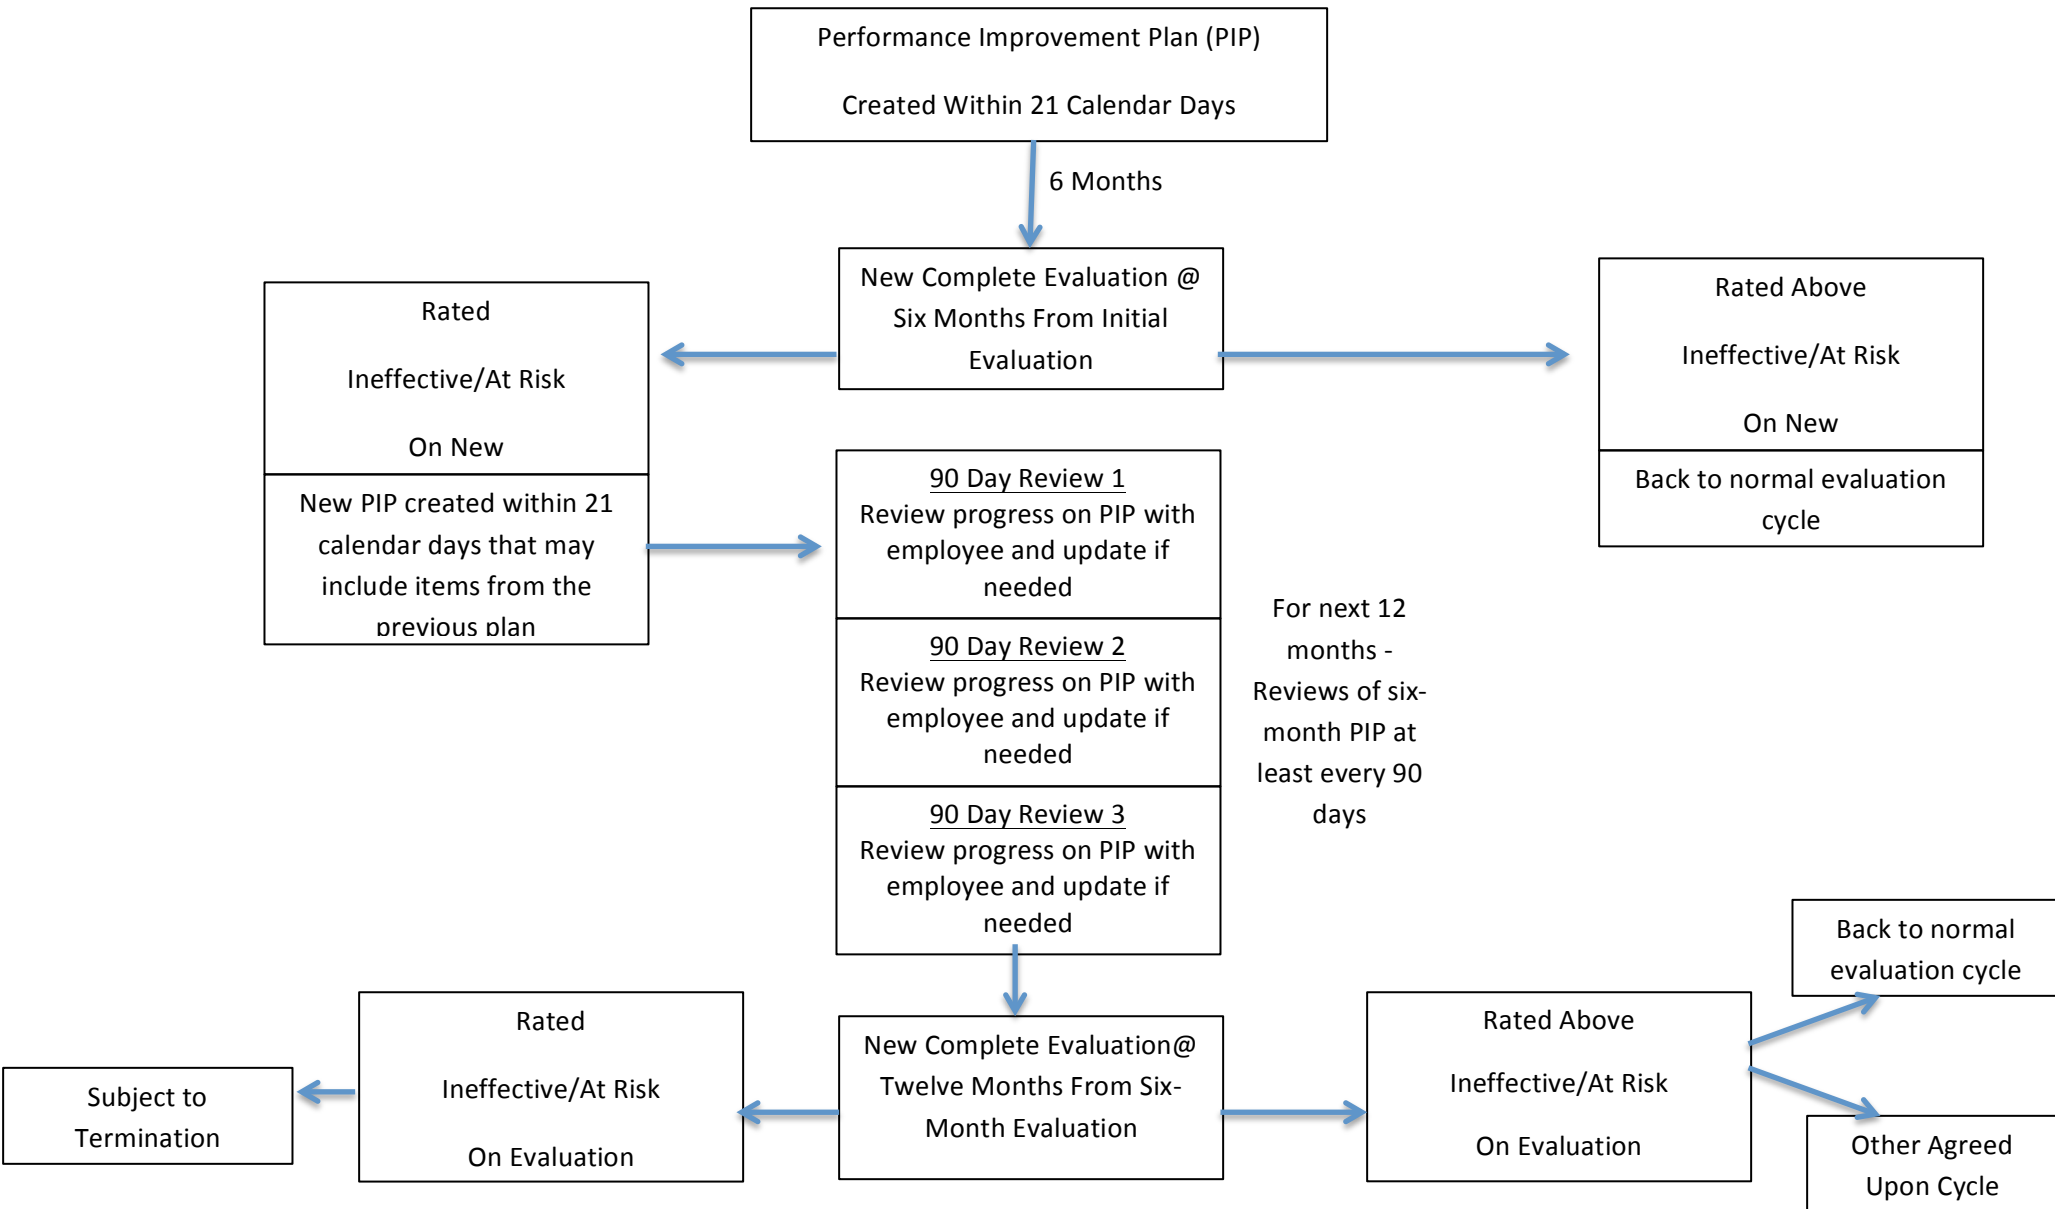 Performance Improvement Plan (PIP)
Created Within 21 Calendar Days
6 Months
New Complete Evaluation @
Six Months From Initial
Evaluation
Rated
Ineffective/At Risk
On New
New PIP created within 21
calendar days that may
include items from the
previous plan
Rated Above
Ineffective/At Risk
On New
Back to normal evaluation
cycle
90 Day Review 1
Review progress on PIP with
employee and update if
needed
90 Day Review 2
Review progress on PIP with
employee and update if
needed
90 Day Review 3
Review progress on PIP with
employee and update if
needed
For next 12
months -
Reviews of six-
month PIP at
least every 90
days
New Complete Evaluation@
Twelve Months From Six-
Month Evaluation
Rated
Ineffective/At Risk
On Evaluation
Subject to
Termination
Rated Above
Ineffective/At Risk
On Evaluation
Back to normal
evaluation cycle
Other Agreed
Upon Cycle